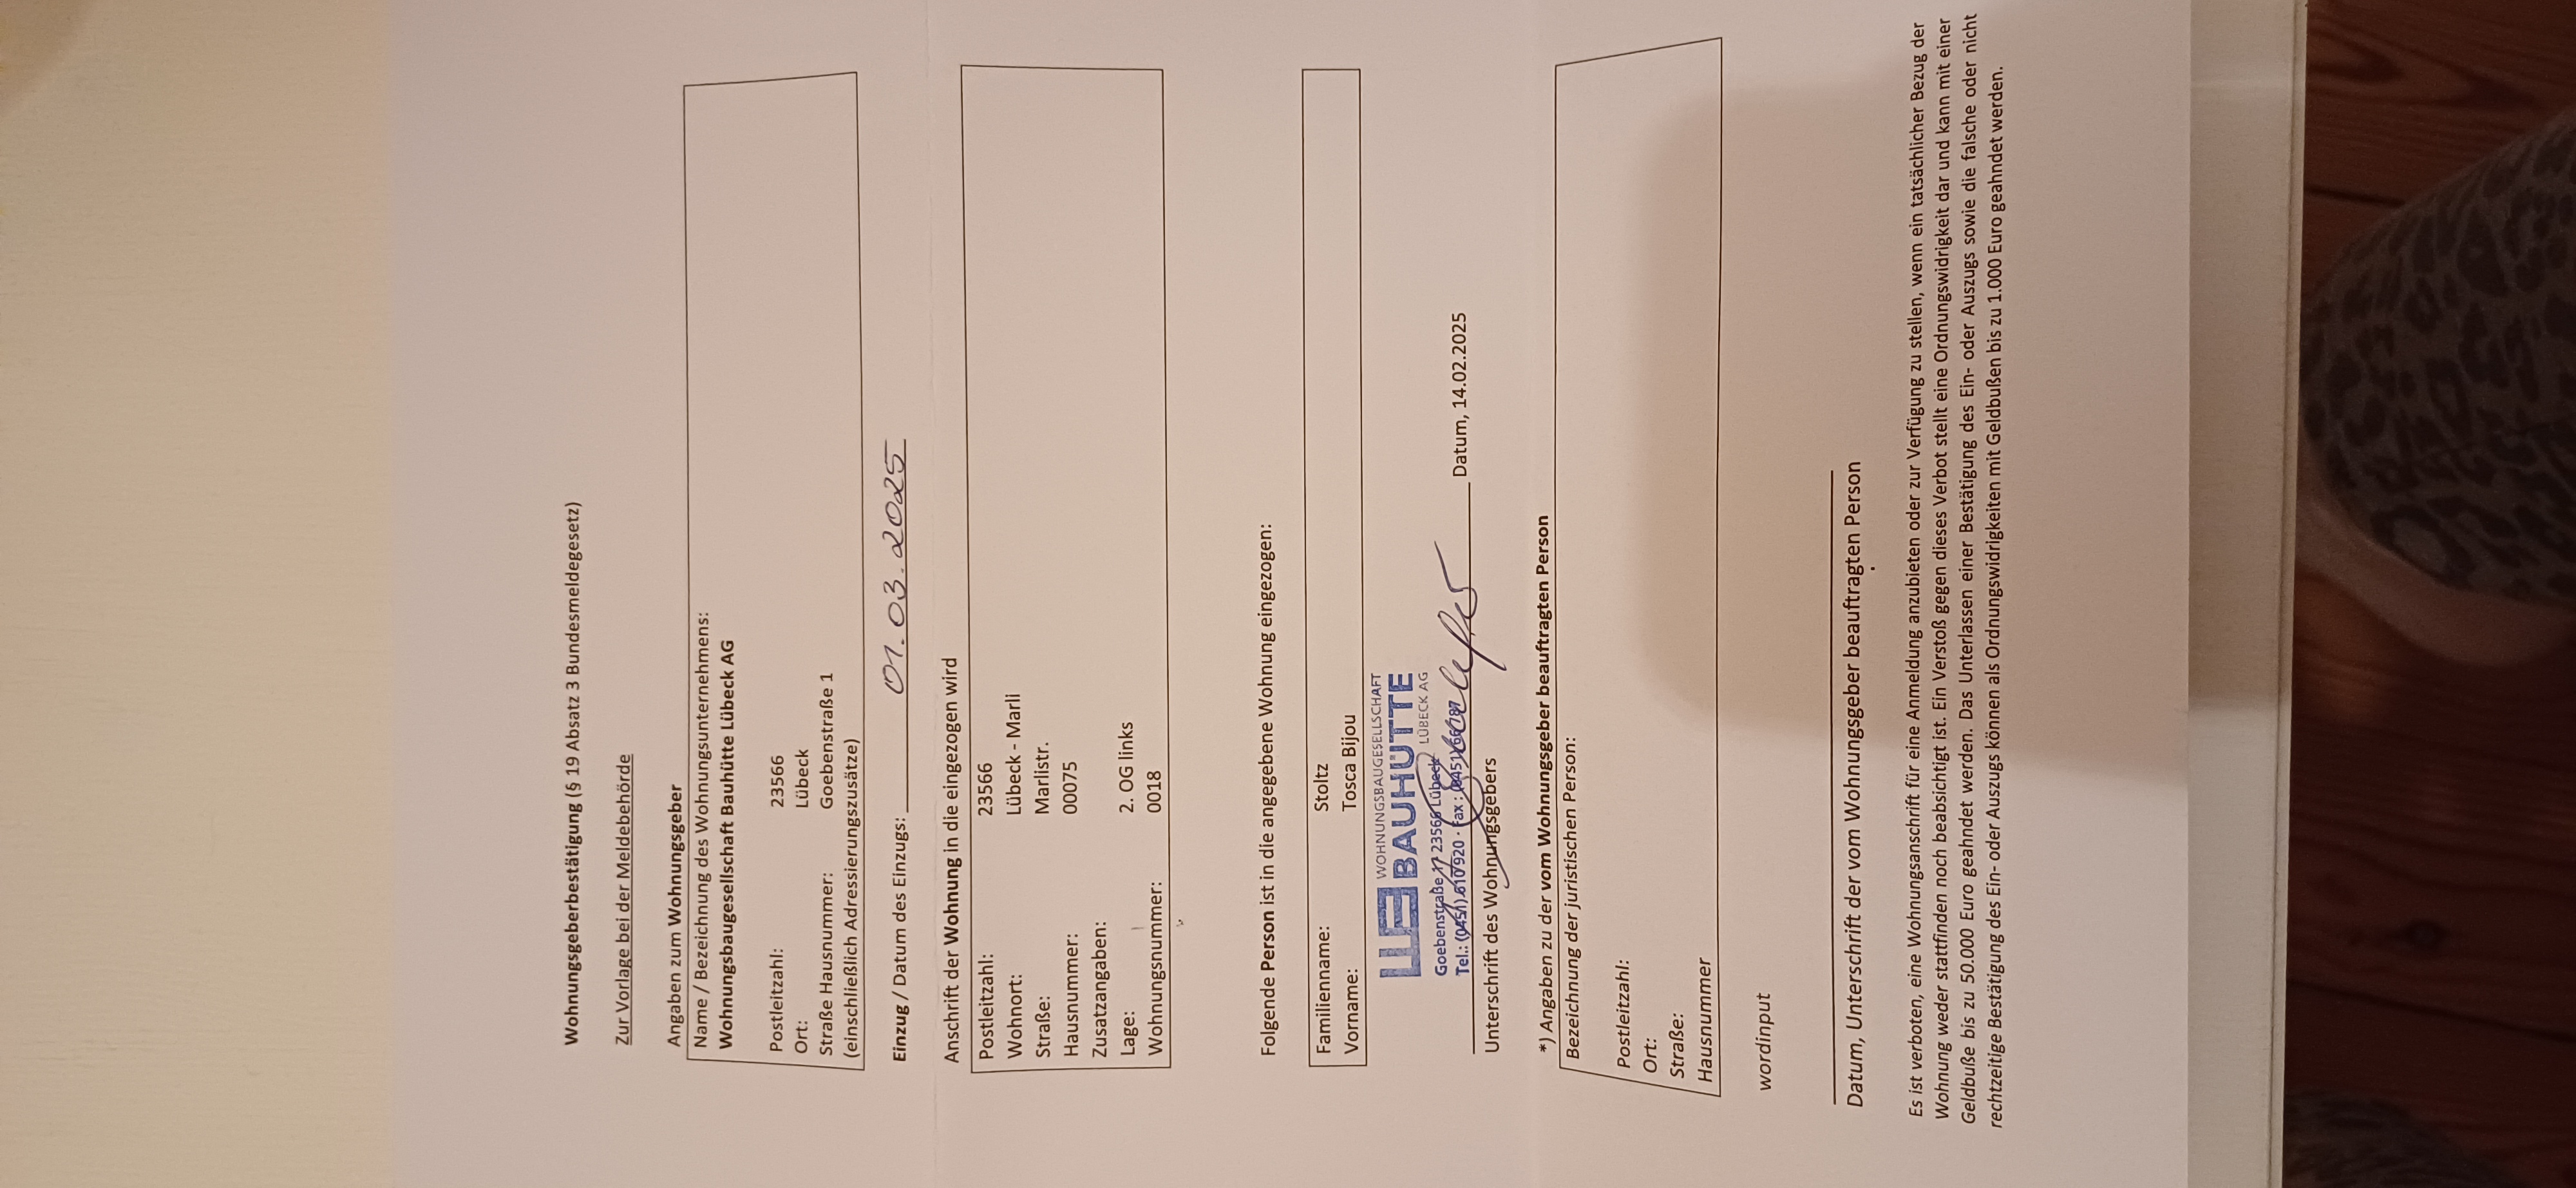 Wohnungsgeberbestätigung (§ 19 Absatz 3 Bundesmeldegesetz)
Zur Vorlage bei der Meldebehörde
Angaben zum Wohnungsgeber
Name / Bezeichnung des Wohnungsunternehmens:
Wohnungsbaugesellschaft Bauhütte Lübeck AG
Postleitzahl: 23566
Ort: Lübeck
Straße Hausnummer: Goebenstraße 1
(einschließlich Adressierungszusätze)
Einzug / Datum des Einzugs: 01.03.2025
Anschrift der Wohnung in die eingezogen wird
Postleitzahl: 23566
Wohnort: Lübeck - Marli
Straße: Marlistr.
Hausnummer: 00075
Zusatzangaben:
Lage: 2. OG links
Wohnungsnummer: 0018
Folgende Person ist in die angegebene Wohnung eingezogen:
Familienname: Stoltz
Vorname: Tosca Bijou
WOHNUNGSBAUGESELLSCHAFT
BAUHÜTTE
LÜBECK AG
Goebenstraße 23566 Lübeck
Tel.: (0451) 610920 · Fax: (0451)
Datum, 14.02.2025
Unterschrift des Wohnungsgebers
*) Angaben zu der vom Wohnungsgeber beauftragten Person
Bezeichnung der juristischen Person:
Postleitzahl:
Ort:
Straße:
Hausnummer
wordinput
Datum, Unterschrift der vom Wohnungsgeber beauftragten Person
Es ist verboten, eine Wohnungsanschrift für eine Anmeldung anzubieten oder zur Verfügung zu stellen, wenn ein tatsächlicher Bezug der
Wohnung weder stattfinden noch beabsichtigt ist. Ein Verstoß gegen dieses Verbot stellt eine Ordnungswidrigkeit dar und kann mit einer
Geldbuße bis zu 50.000 Euro geahndet werden. Das Unterlassen einer Bestätigung des Ein- oder Auszugs sowie die falsche oder nicht
rechtzeitige Bestätigung des Ein- oder Auszugs können als Ordnungswidrigkeiten mit Geldbußen bis zu 1.000 Euro geahndet werden.